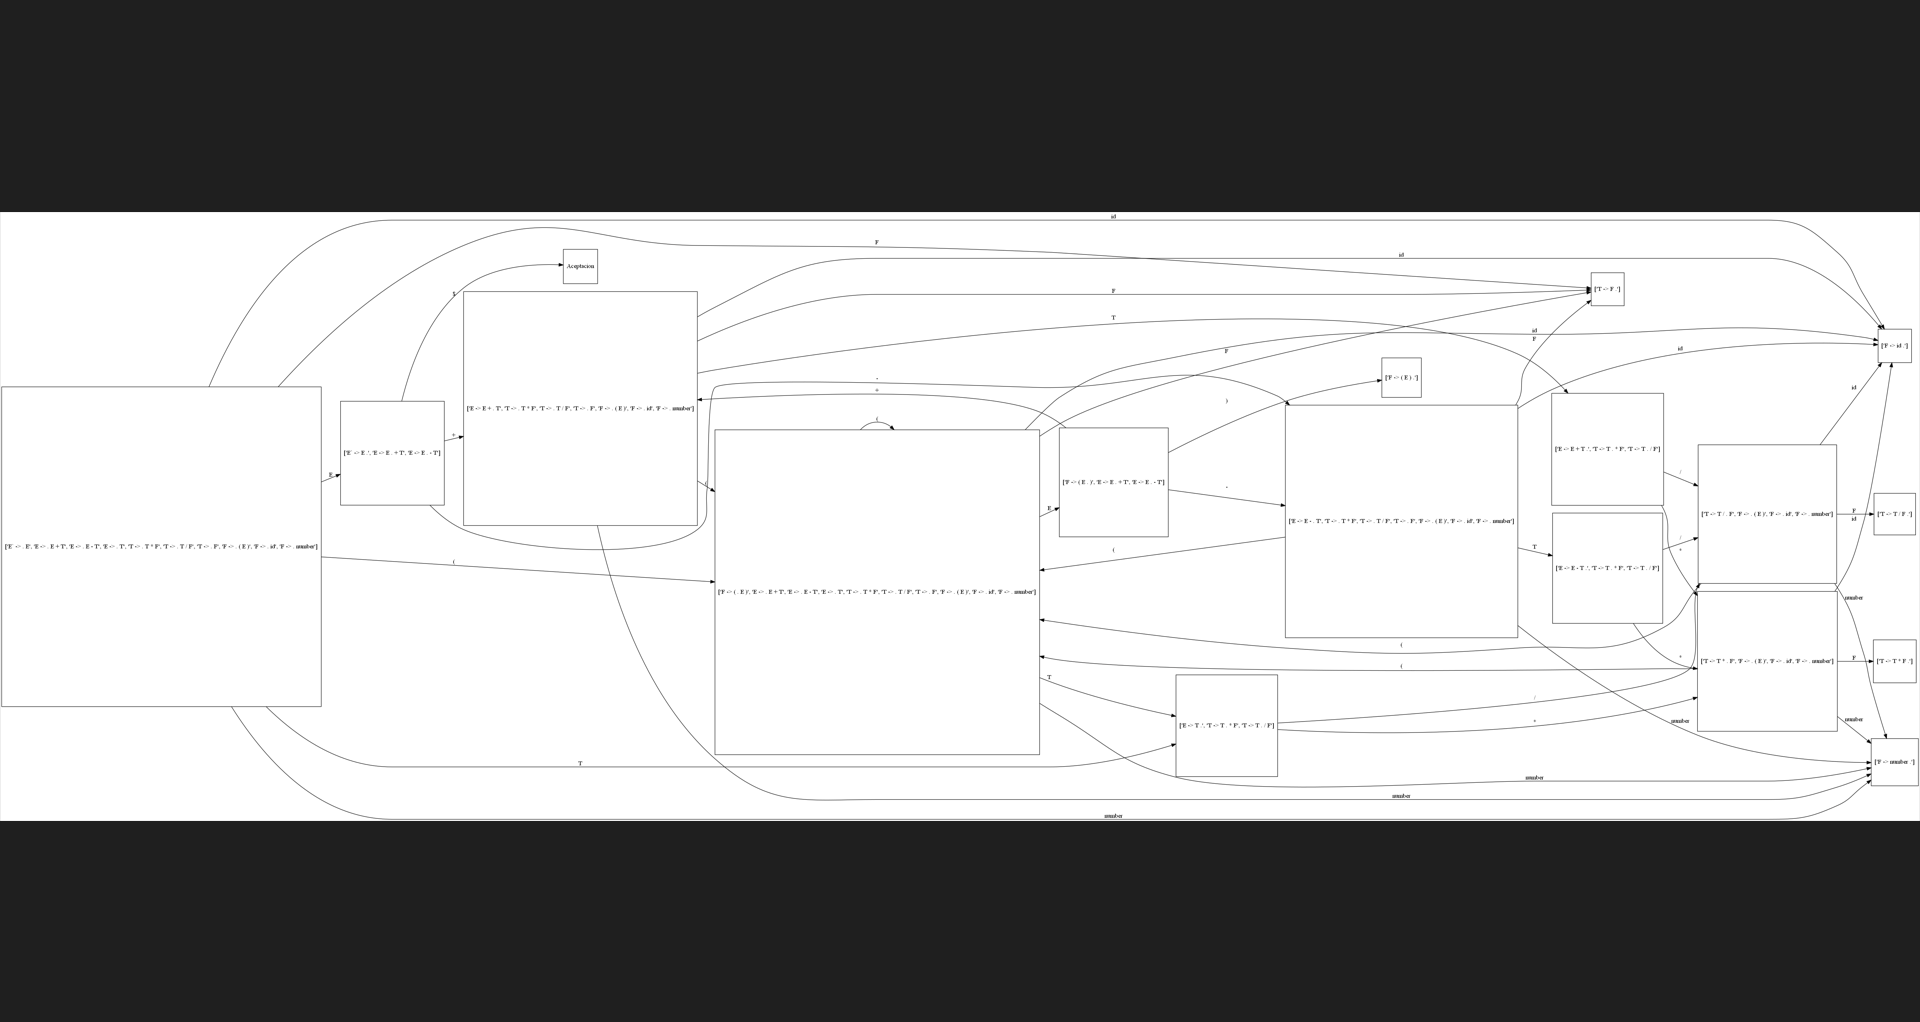 id
F
id
Aceptacion
['T -> F .']
$
F
T
id
F
['F -> id .']
F
id
['F -> ( E ) .']
-
+
id
)
['E -> E + . T', 'T -> . T * F', 'T -> . T / F', 'T -> . F', 'F -> . ( E )', 'F -> . id', 'F -> . number']
(
+
['E' -> E .', 'E -> E . + T', 'E -> E . - T']
['E -> E + T .', 'T -> T . * F', 'T -> T . / F']
E
/
(
['F -> ( E . )', 'E -> E . + T', 'E -> E . - T']
-
E
['T -> T / . F', 'F -> . ( E )', 'F -> . id', 'F -> . number']
F
['T -> T / F .']
id
['E -> E - . T', 'T -> . T * F', 'T -> . T / F', 'T -> . F', 'F -> . ( E )', 'F -> . id', 'F -> . number']
/
*
['E' -> . E', 'E -> . E + T', 'E -> . E - T', 'E -> . T', 'T -> . T * F', 'T -> . T / F', 'T -> . F', 'F -> . ( E )', 'F -> . id', 'F -> . number']
T
(
(
['E -> E - T .', 'T -> T . * F', 'T -> T . / F']
['F -> ( . E )', 'E -> . E + T', 'E -> . E - T', 'E -> . T', 'T -> . T * F', 'T -> . T / F', 'T -> . F', 'F -> . ( E )', 'F -> . id', 'F -> . number']
number
(
*
['T -> T * . F', 'F -> . ( E )', 'F -> . id', 'F -> . number']
F
['T -> T * F .']
(
T
/
*
number
number
['E -> T .', 'T -> T . * F', 'T -> T . / F']
T
['F -> number .']
number
number
number